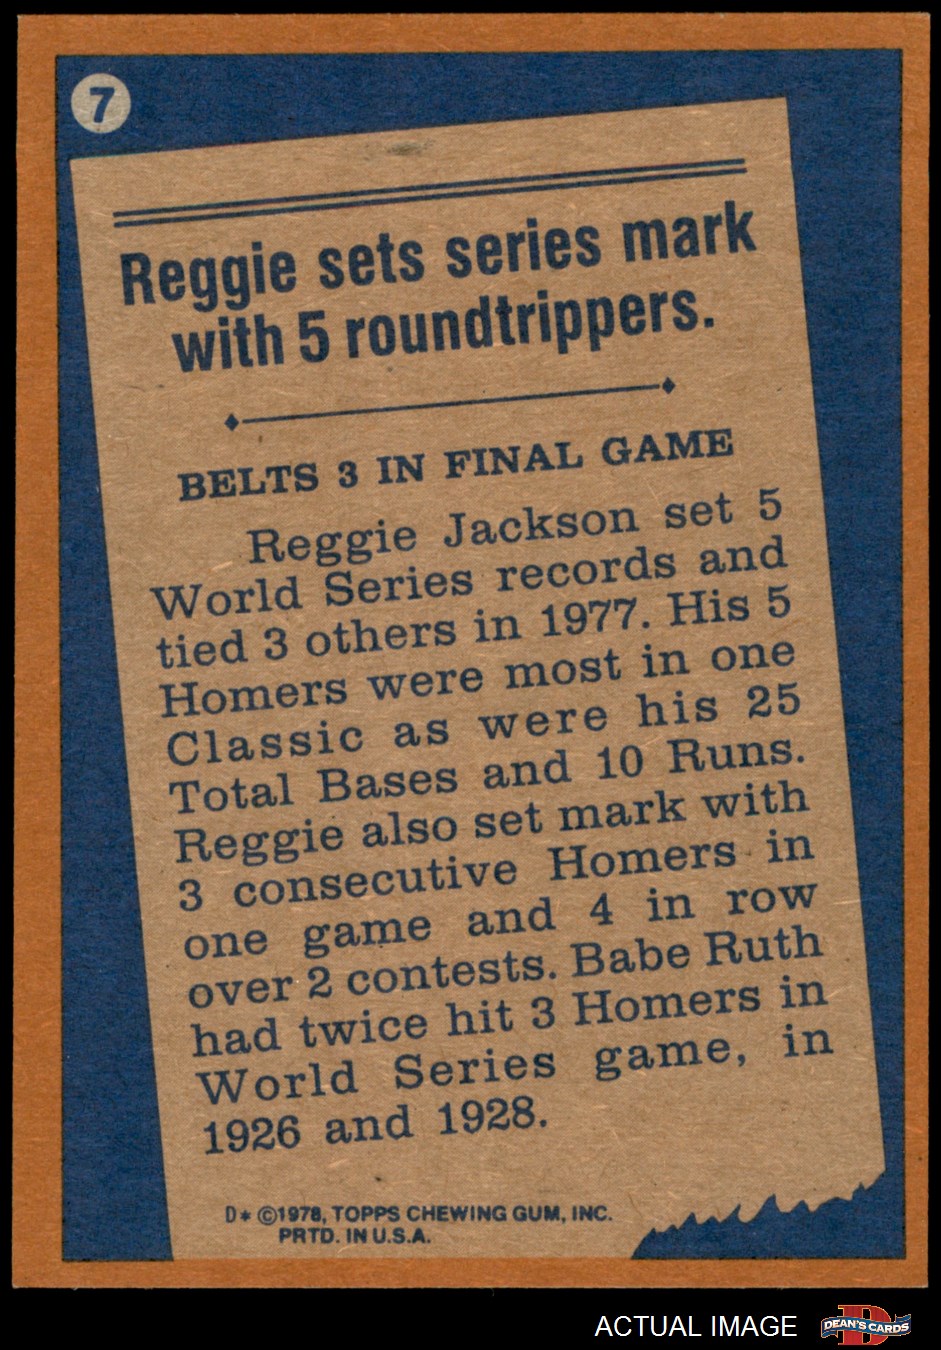 7
Reggie sets series mark
with 5 roundtrippers.
BELTS 3 IN FINAL GAME
Reggie Jackson set 5
World Series records and
tied 3 others in 1977. His 5
Homers were most in one
Classic as were his 25
Total Bases and 10 Runs.
Reggie also set mark with
3 consecutive Homers in
one game and 4 in row
over 2 contests. Babe Ruth
had twice hit 3 Homers in
World Series game, in
1926 and 1928.
D* ©1978, TOPPS CHEWING GUM, INC.
PRTD. IN U.S.A.
ACTUAL IMAGE
D
DEAN'S CARDS